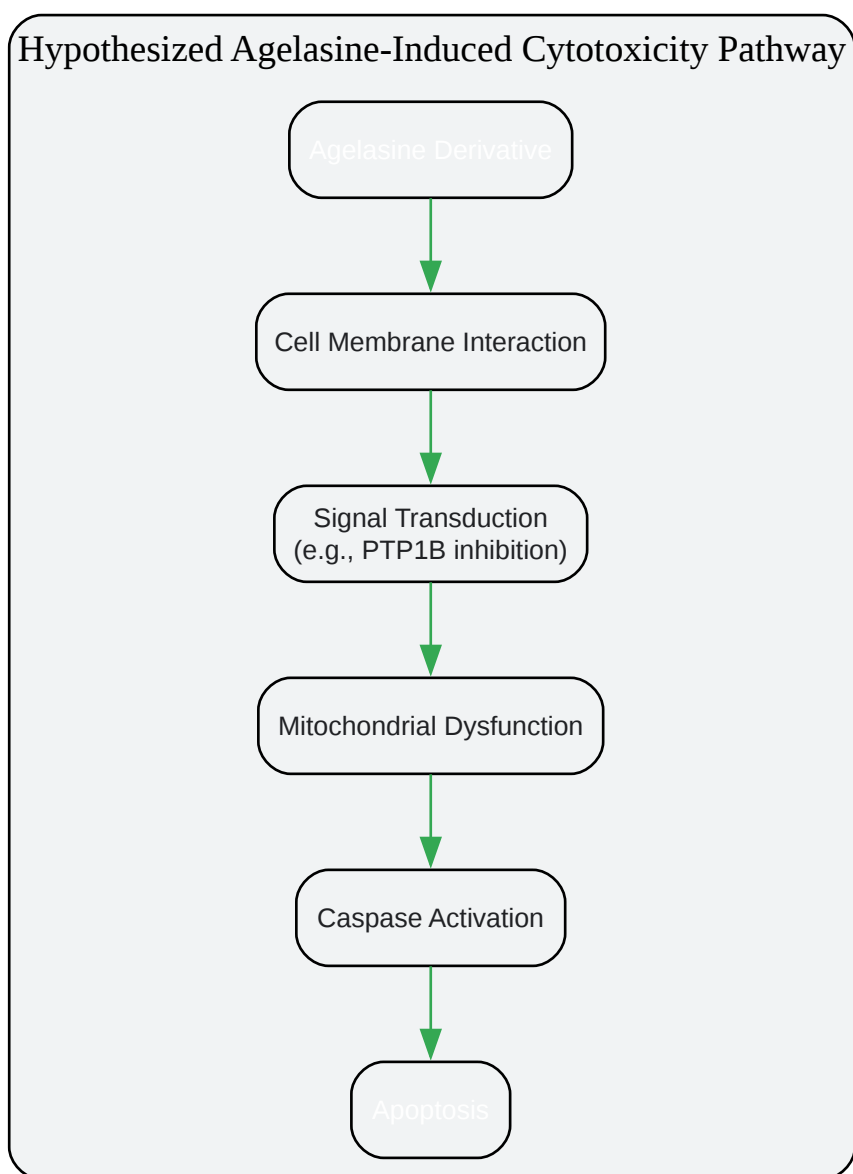 Hypothesized Agelasine-Induced Cytotoxicity Pathway
Agelasine Derivative
Cell Membrane Interaction
Signal Transduction
(e.g., PTP1B inhibition)
Mitochondrial Dysfunction
Caspase Activation
Apoptosis